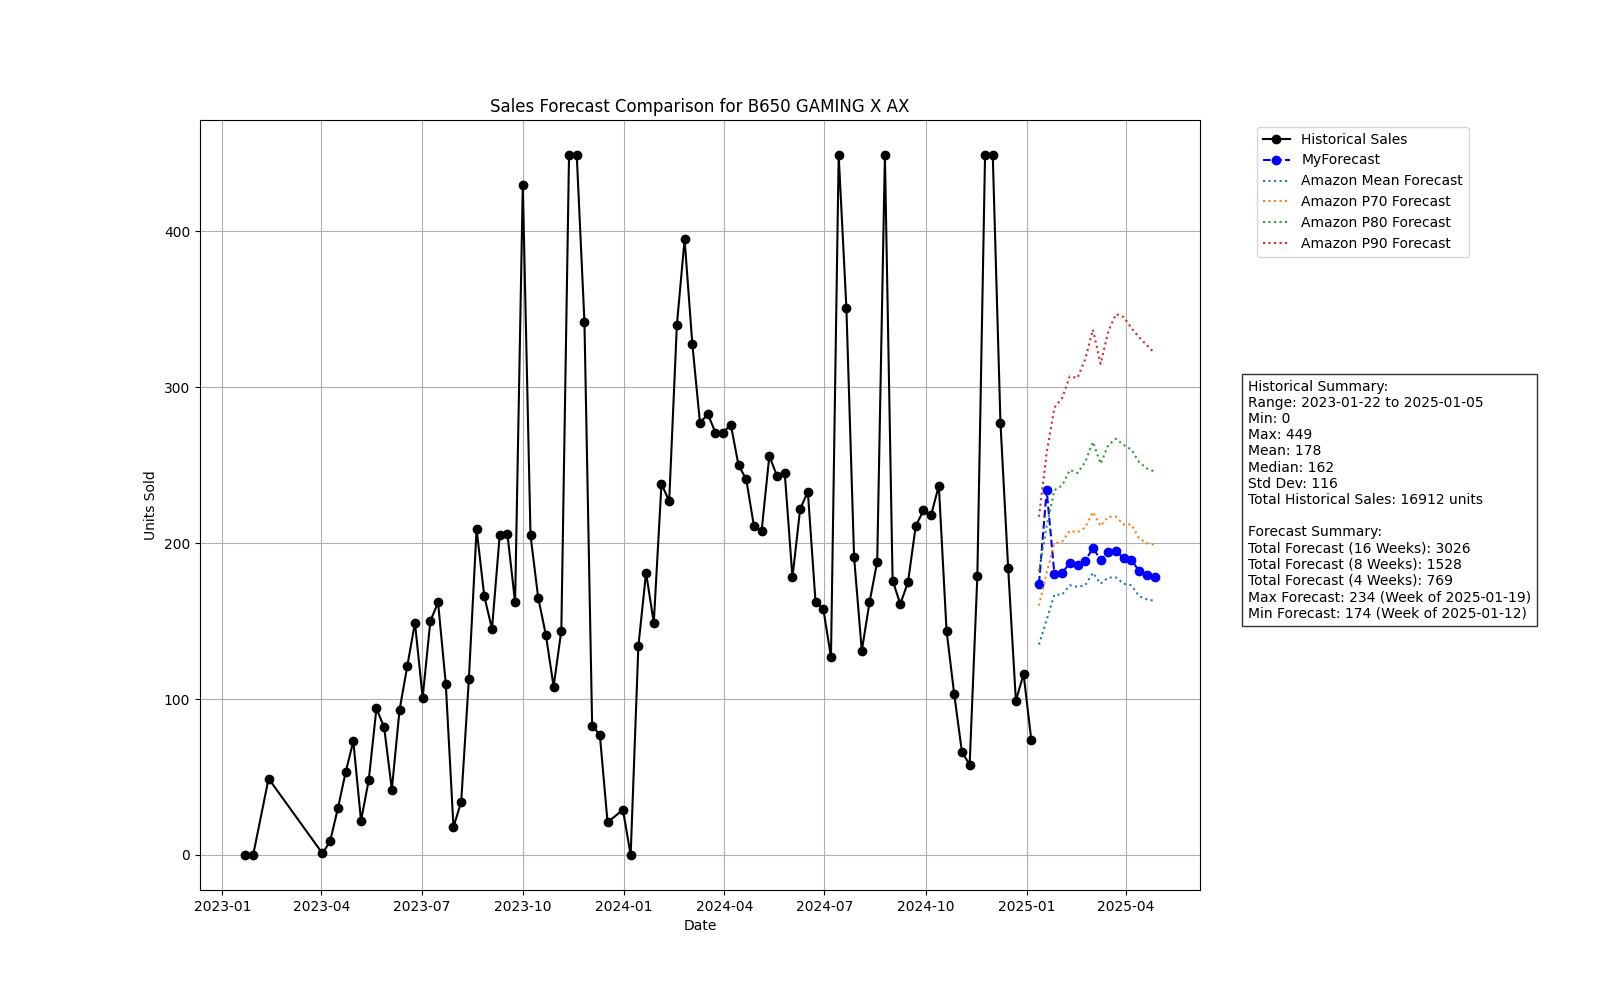 Sales Forecast Comparison for B650 GAMING X AX
Historical Sales
MyForecast
Amazon Mean Forecast
Amazon P70 Forecast
Amazon P80 Forecast
Amazon P90 Forecast
Units Sold
400
300
200
100
0
2023-01
2023-04
2023-07
2023-10
2024-01
2024-04
2024-07
2024-10
2025-01
2025-04
Date
Historical Summary:
Range: 2023-01-22 to 2025-01-05
Min: 0
Max: 449
Mean: 178
Median: 162
Std Dev: 116
Total Historical Sales: 16912 units
Forecast Summary:
Total Forecast (16 Weeks): 3026
Total Forecast (8 Weeks): 1528
Total Forecast (4 Weeks): 769
Max Forecast: 234 (Week of 2025-01-19)
Min Forecast: 174 (Week of 2025-01-12)